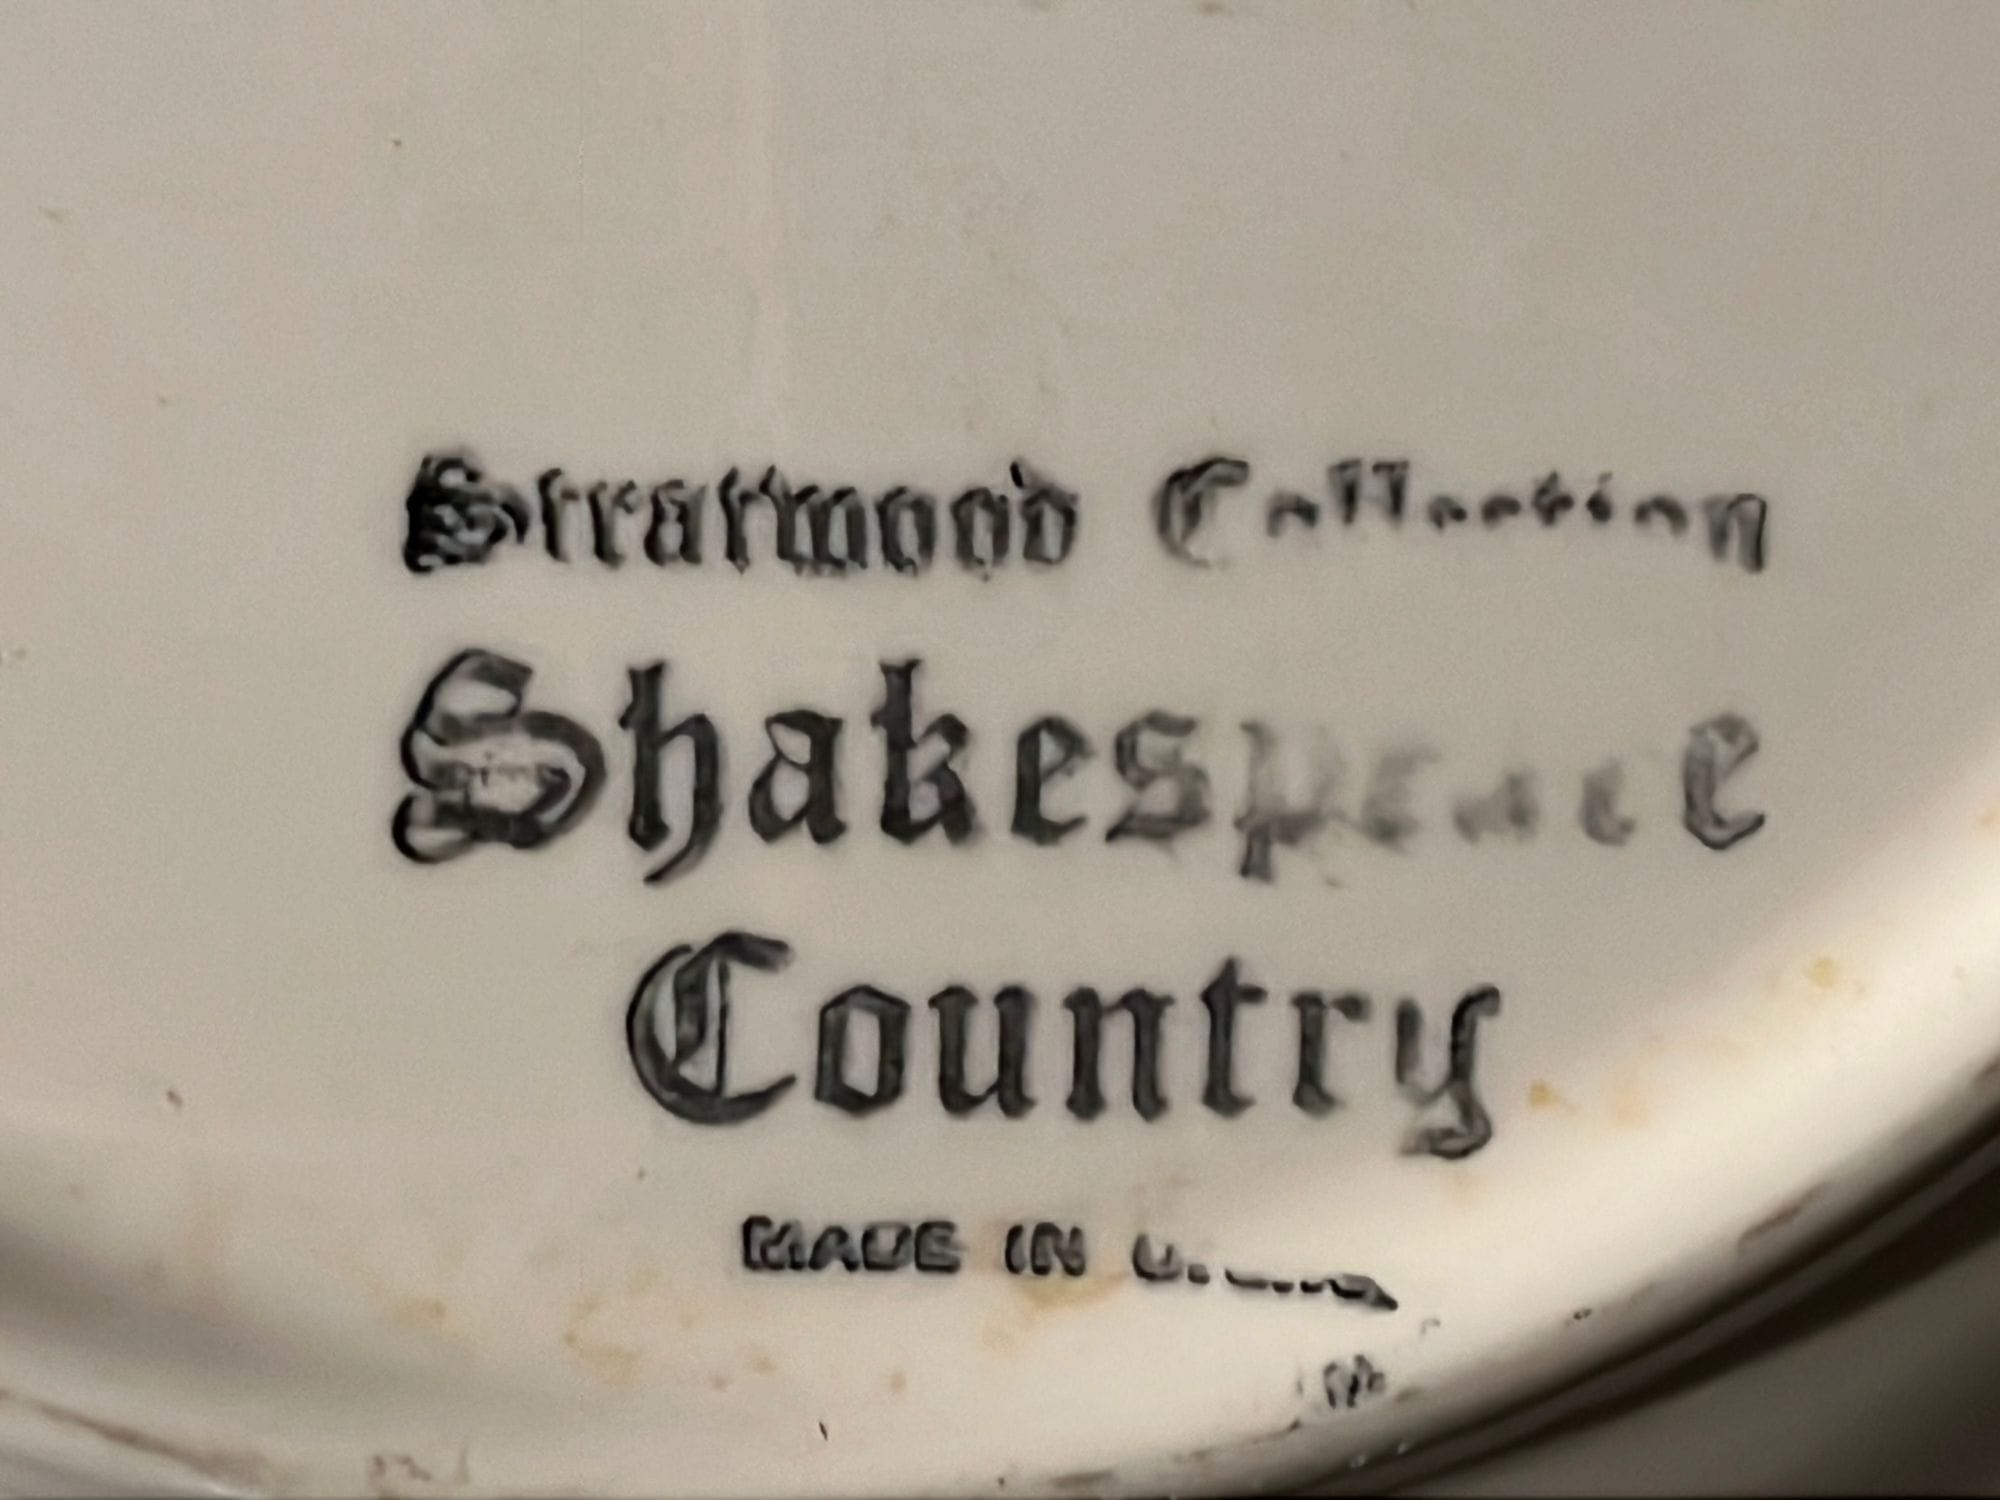 Stratwood Collection
Shakespeare
Country
MADE IN